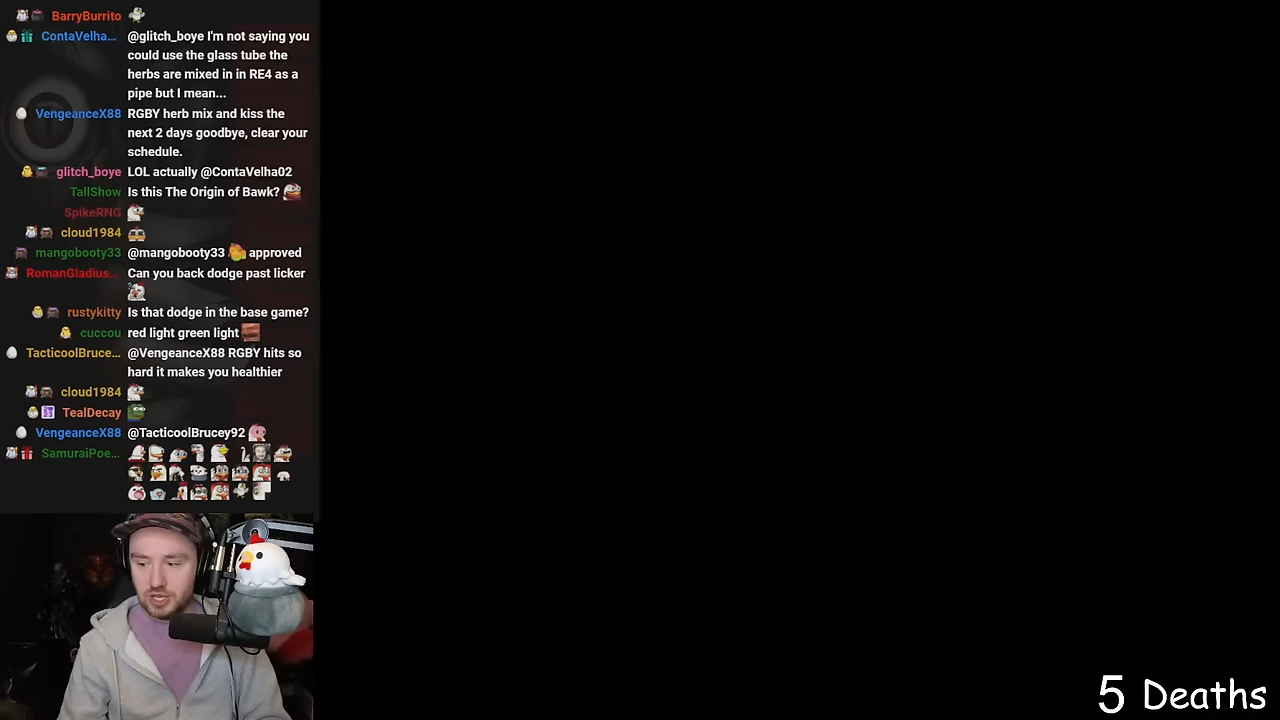 BarryBurrito
ContaVelha... @glitch_boye I'm not saying you
could use the glass tube the
herbs are mixed in in RE4 as a
pipe but I mean...
VengeanceX88 RGBY herb mix and kiss the
next 2 days goodbye, clear your
schedule.
glitch_boye LOL actually @ContaVelha02
TallShow Is this The Origin of Bawk?
SpikeRNG
cloud1984
mangobooty33 @mangobooty33 approved
RomanGladius... Can you back dodge past licker
rustykitty Is that dodge in the base game?
cuccou red light green light
TacticoolBruce... @VengeanceX88 RGBY hits so
hard it makes you healthier
cloud1984
TealDecay
VengeanceX88 @TacticoolBrucey92
SamuraiPoe...
5 Deaths